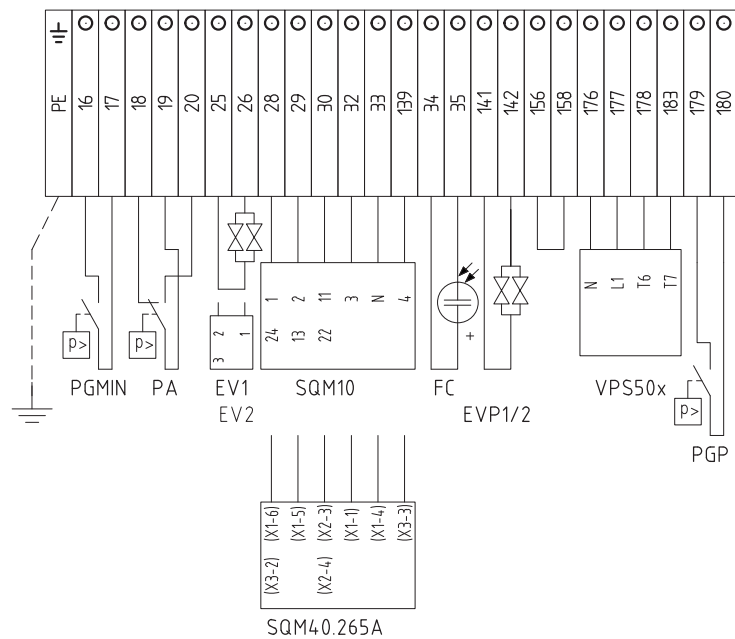 PE 16 17 18 19 20 25 26 28 29 30 32 33 139 34 35 141 142 156 158 176 177 178 183 179 180
1 2 11 3 N 4
24 13 22
N L1 T6 T7
2 1
3
+
p> p> p>
PGMIN PA EV1 SQM10 FC VPS50x
EV2 EVP1/2
PGP
(X1-6) (X1-5) (X2-3) (X1-1) (X1-4) (X3-3)
(X3-2) (X2-4)
SQM40.265A